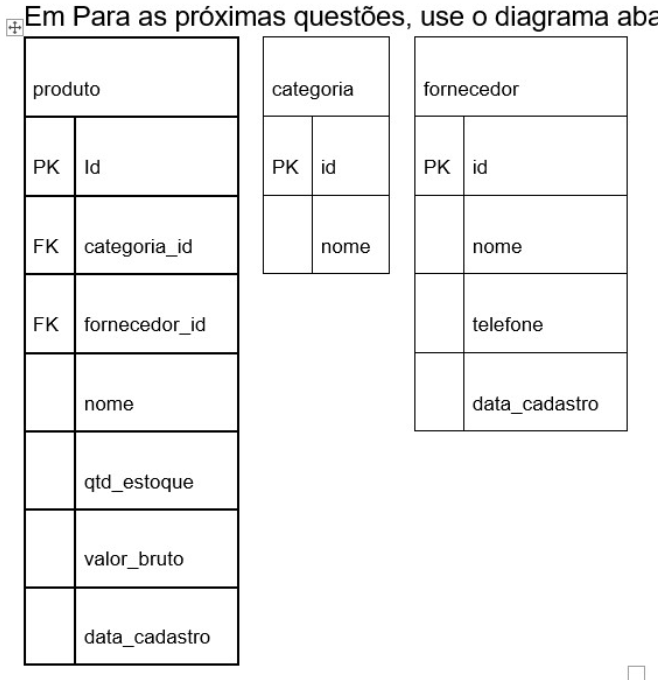 Em Para as próximas questões, use o diagrama aba
produto
PK Id
FK categoria_id
FK fornecedor_id
nome
qtd_estoque
valor_bruto
data_cadastro
categoria
PK id
nome
fornecedor
PK id
nome
telefone
data_cadastro